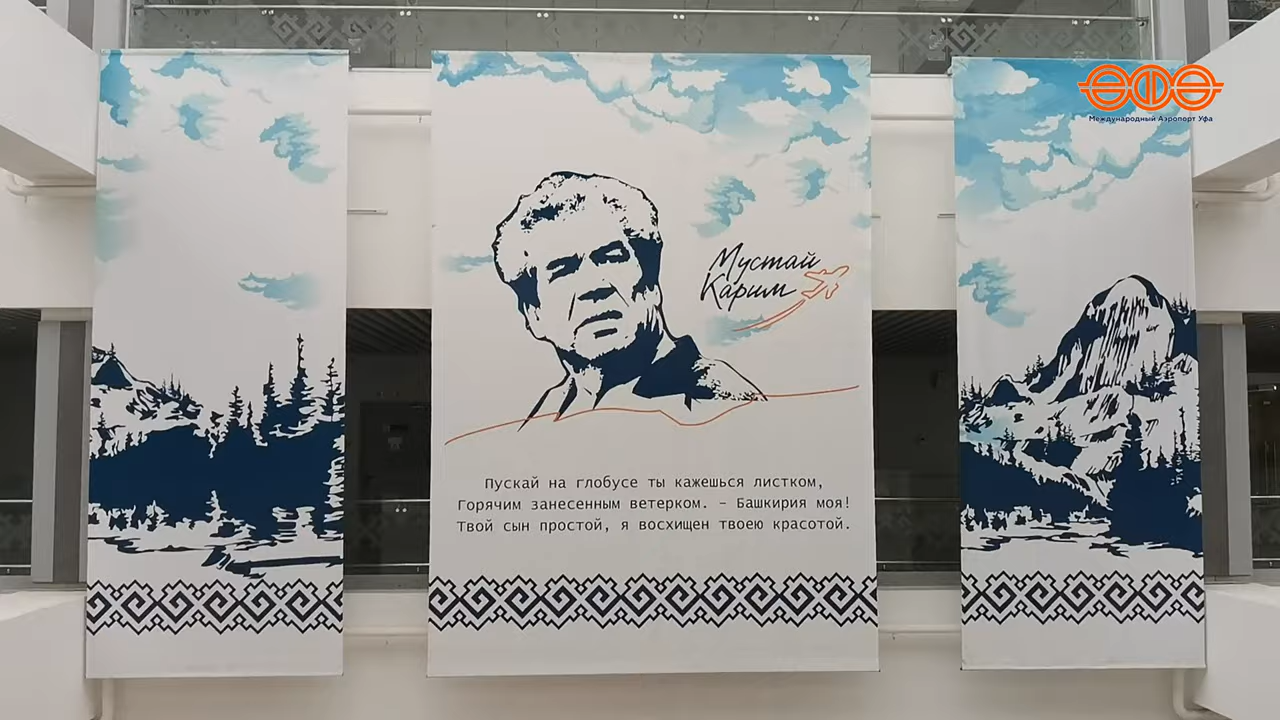 Международный Аэропорт Уфа
Мустай
Карим
Пускай на глобусе ты кажешься листком,
Горячим занесенным ветерком. – Башкирия моя!
Твой сын простой, я восхищен твоею красотой.